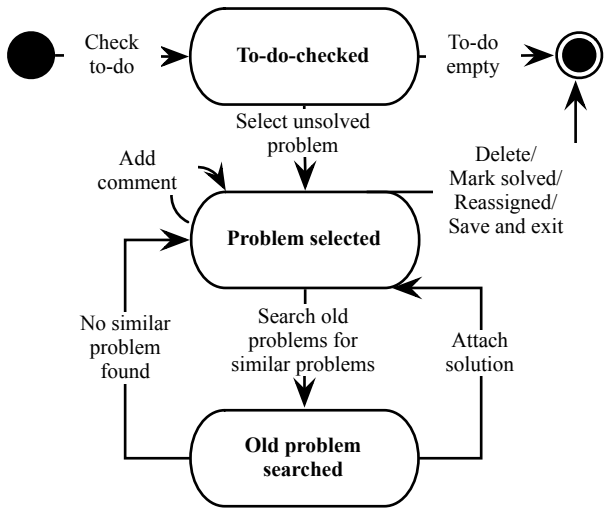 Check
to-do
To-do-checked
To-do
empty
Select unsolved
problem
Add
comment
Delete/
Mark solved/
Reassigned/
Save and exit
Problem selected
No similar
problem
found
Search old
problems for
similar problems
Attach
solution
Old problem
searched